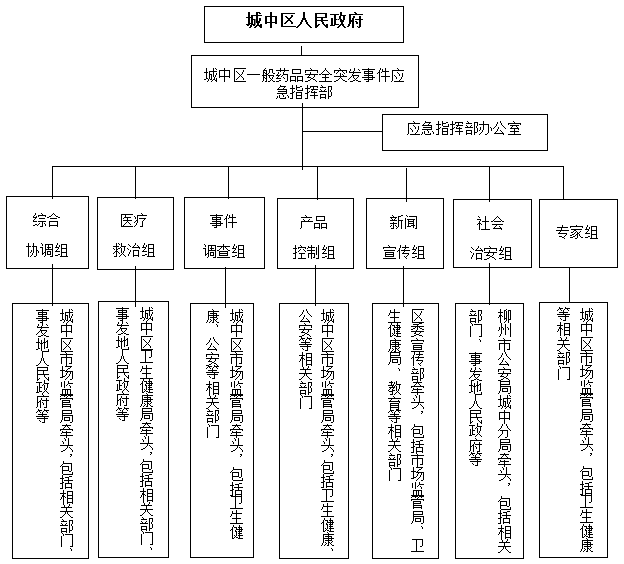 城中区人民政府
城中区一般药品安全突发事件应
急指挥部
应急指挥部办公室
综合
协调组
医疗
救治组
事件
调查组
产品
控制组
新闻
宣传组
社会
治安组
专家组
城中区市场监管局牵头，包括相关部门、
事发地人民政府等
城中区卫生健康局牵头，包括相关部门、
事发地人民政府等
城中区市场监管局牵头，包括卫生健
康、公安等相关部门
城中区市场监管局牵头，包括卫生健康、
公安等相关部门
区委宣传部牵头，包括市场监管局、卫
生健康局、教育等相关部门
柳州市公安局城中分局牵头，包括相关
部门、事发地人民政府等
城中区市场监管局牵头，包括卫生健康
等相关部门